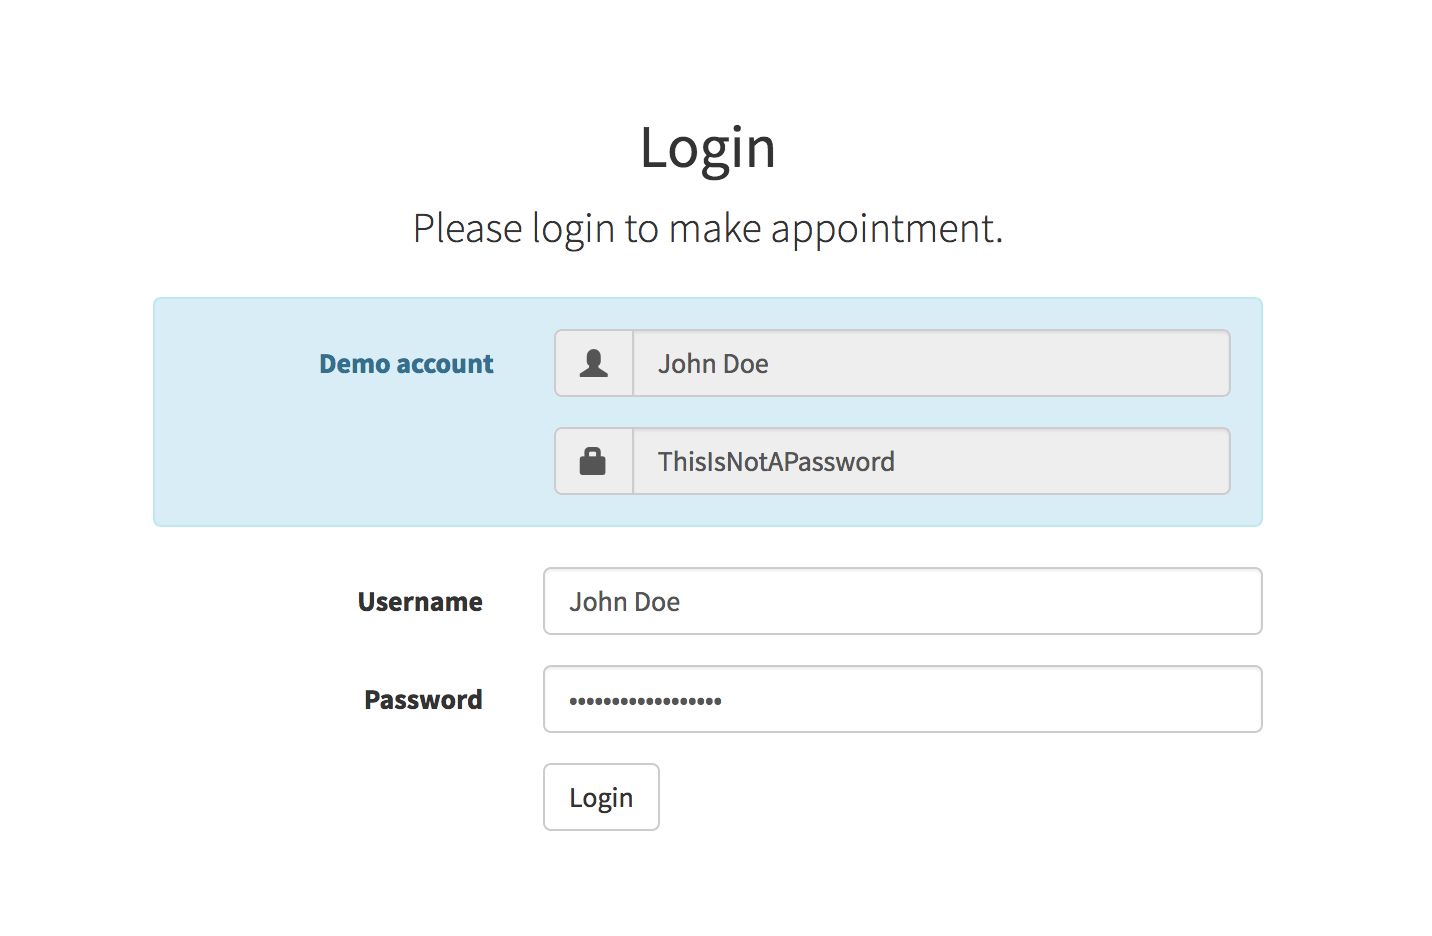 Login
Please login to make appointment.
Demo account
John Doe
ThisIsNotAPassword
Username
John Doe
Password
••••••••••••••••••
Login